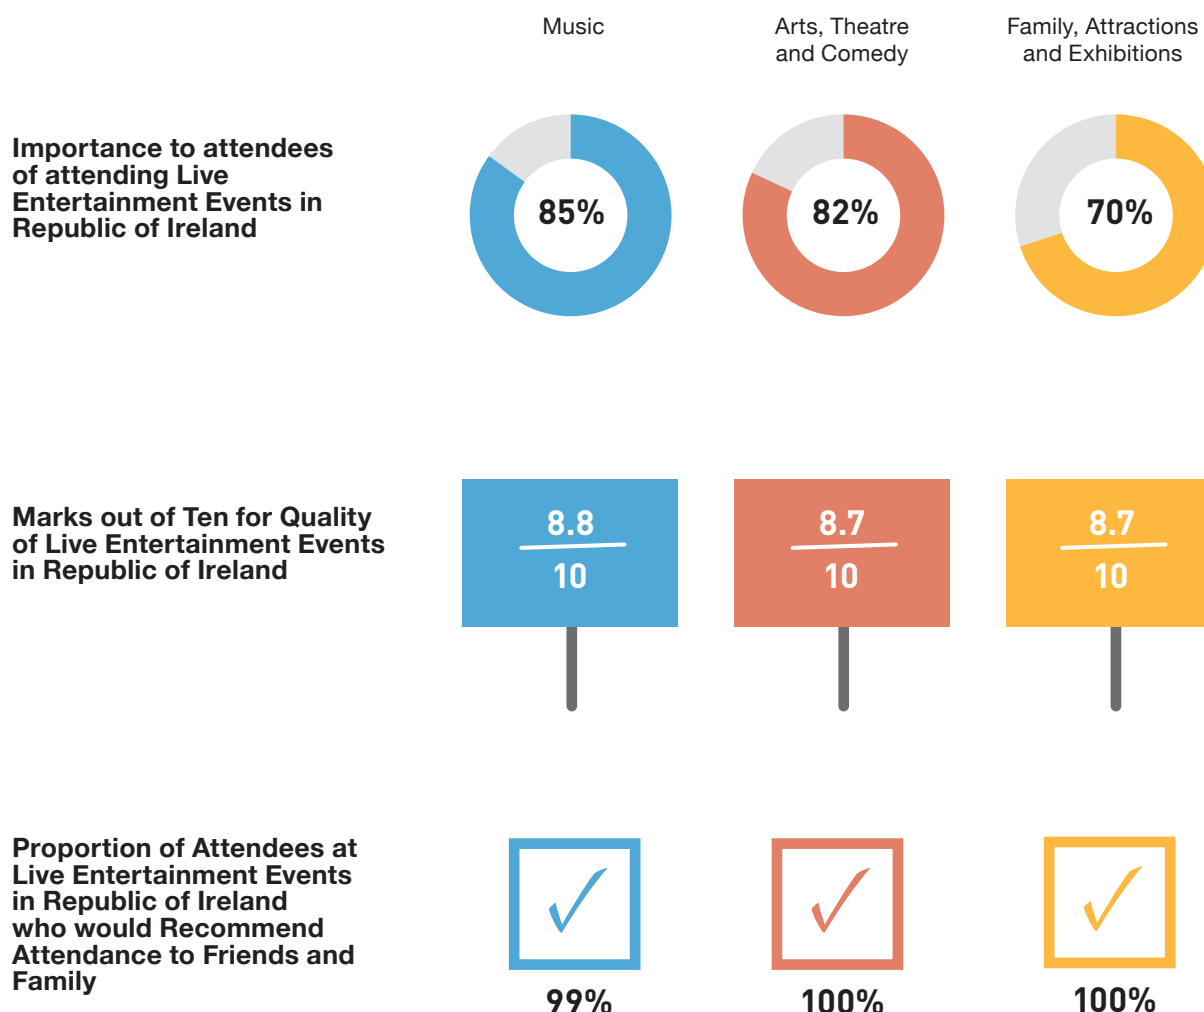 Music
Arts, Theatre
and Comedy
Family, Attractions
and Exhibitions
Importance to attendees
of attending Live
Entertainment Events in
Republic of Ireland
85%
82%
70%
Marks out of Ten for Quality
of Live Entertainment Events
in Republic of Ireland
8.8
10
8.7
10
8.7
10
Proportion of Attendees at
Live Entertainment Events
in Republic of Ireland
who would Recommend
Attendance to Friends and
Family
99%
100%
100%